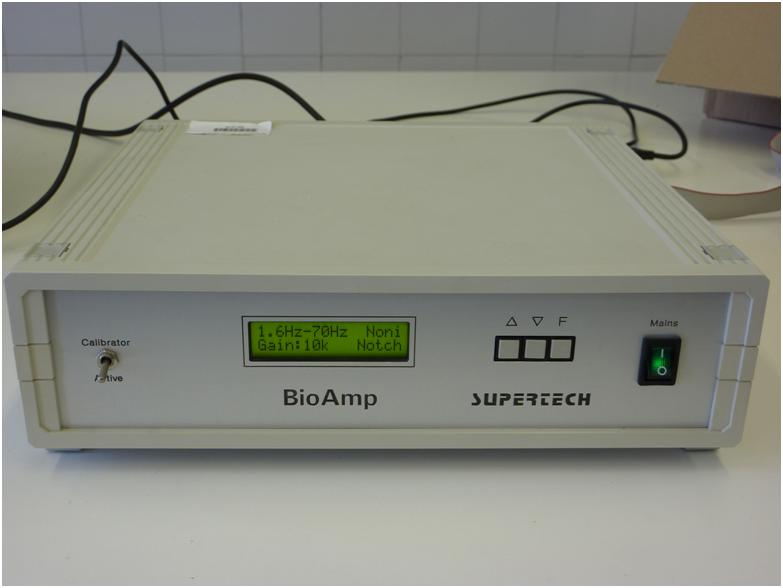 1.6Hz-70Hz Noni
Gain:10k Notch
Calibrator
Active
BioAmp
△ ▽ F
SUPERTECH
Mains
I
O